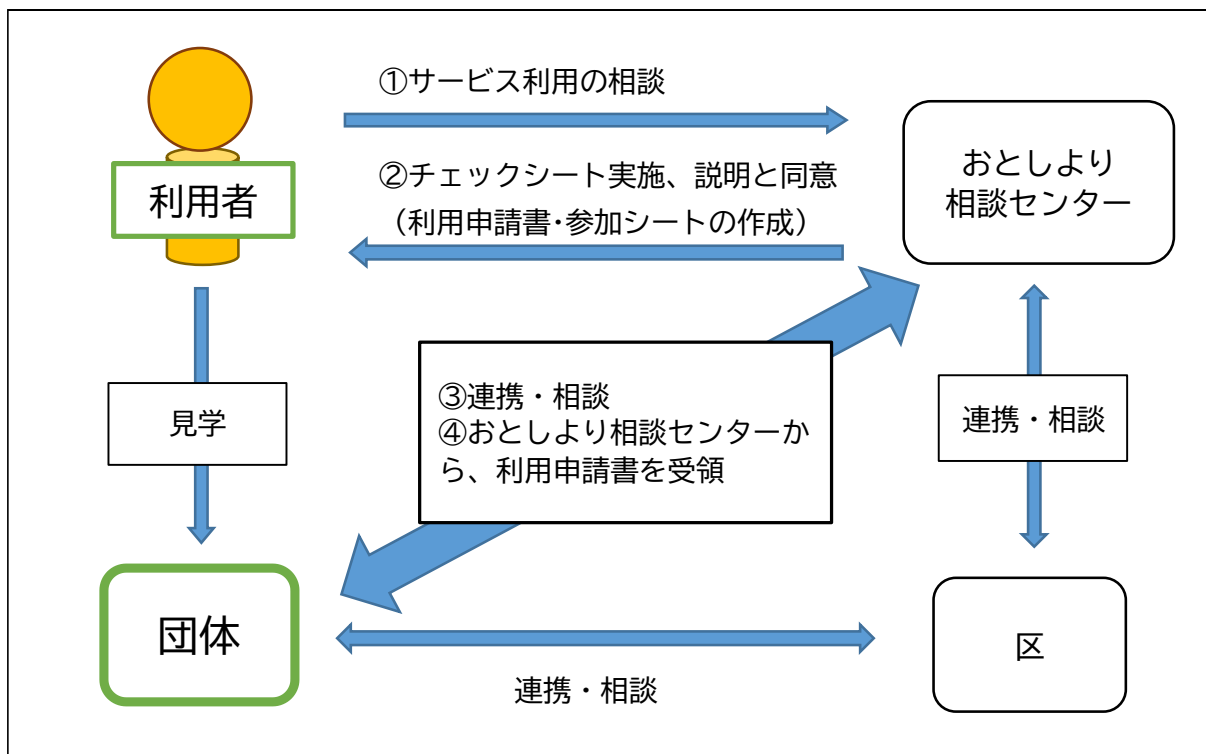 ①サービス利用の相談
②チェックシート実施、説明と同意
（利用申請書・参加シートの作成）
利用者
おとしより
相談センター
見学
③連携・相談
④おとしより相談センターか
ら、利用申請書を受領
連携・相談
団体
区
連携・相談